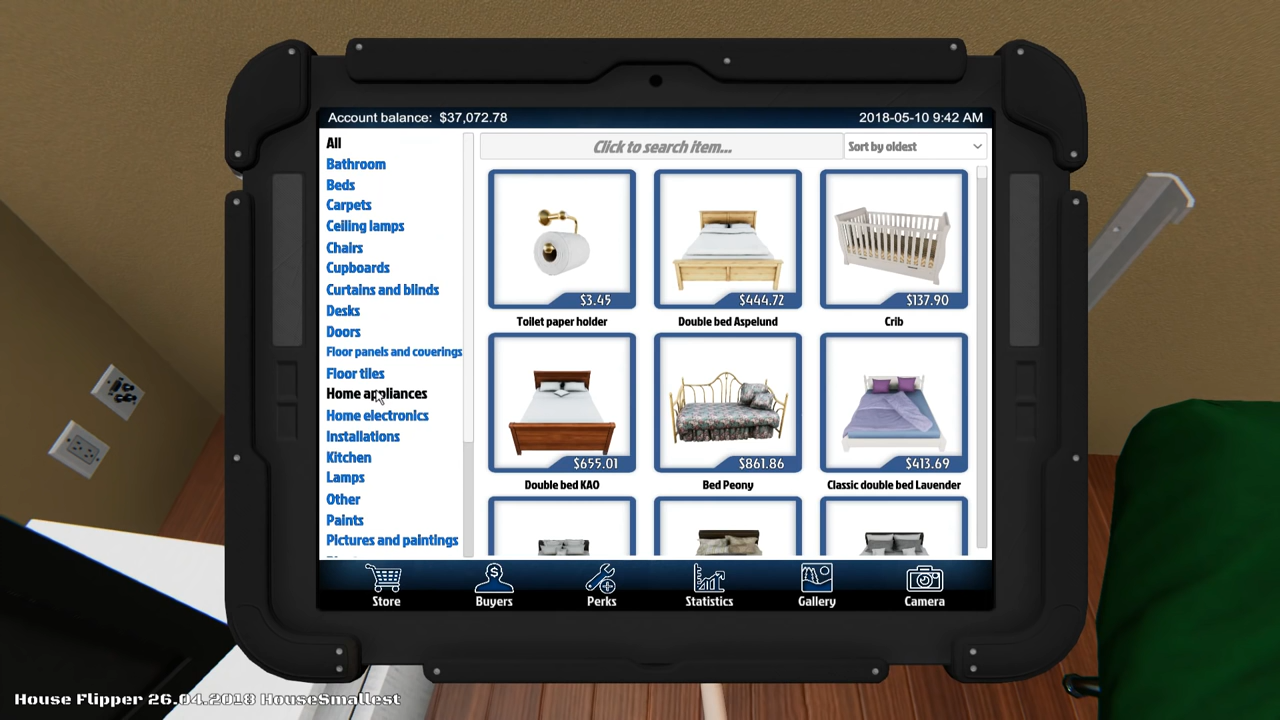 Account balance: $37,072.78
2018-05-10 9:42 AM
All
Bathroom
Beds
Carpets
Ceiling lamps
Chairs
Cupboards
Curtains and blinds
Desks
Doors
Floor panels and coverings
Floor tiles
Home appliances
Home electronics
Installations
Kitchen
Lamps
Other
Paints
Pictures and paintings
Click to search item...
Sort by oldest
$3.45
$444.72
$137.90
Toilet paper holder
Double bed Aspelund
Crib
$655.01
$861.86
$413.69
Double bed KAO
Bed Peony
Classic double bed Lavender
Store
Buyers
Perks
Statistics
Gallery
Camera
House Flipper 26.04.2018 HouseSmallest